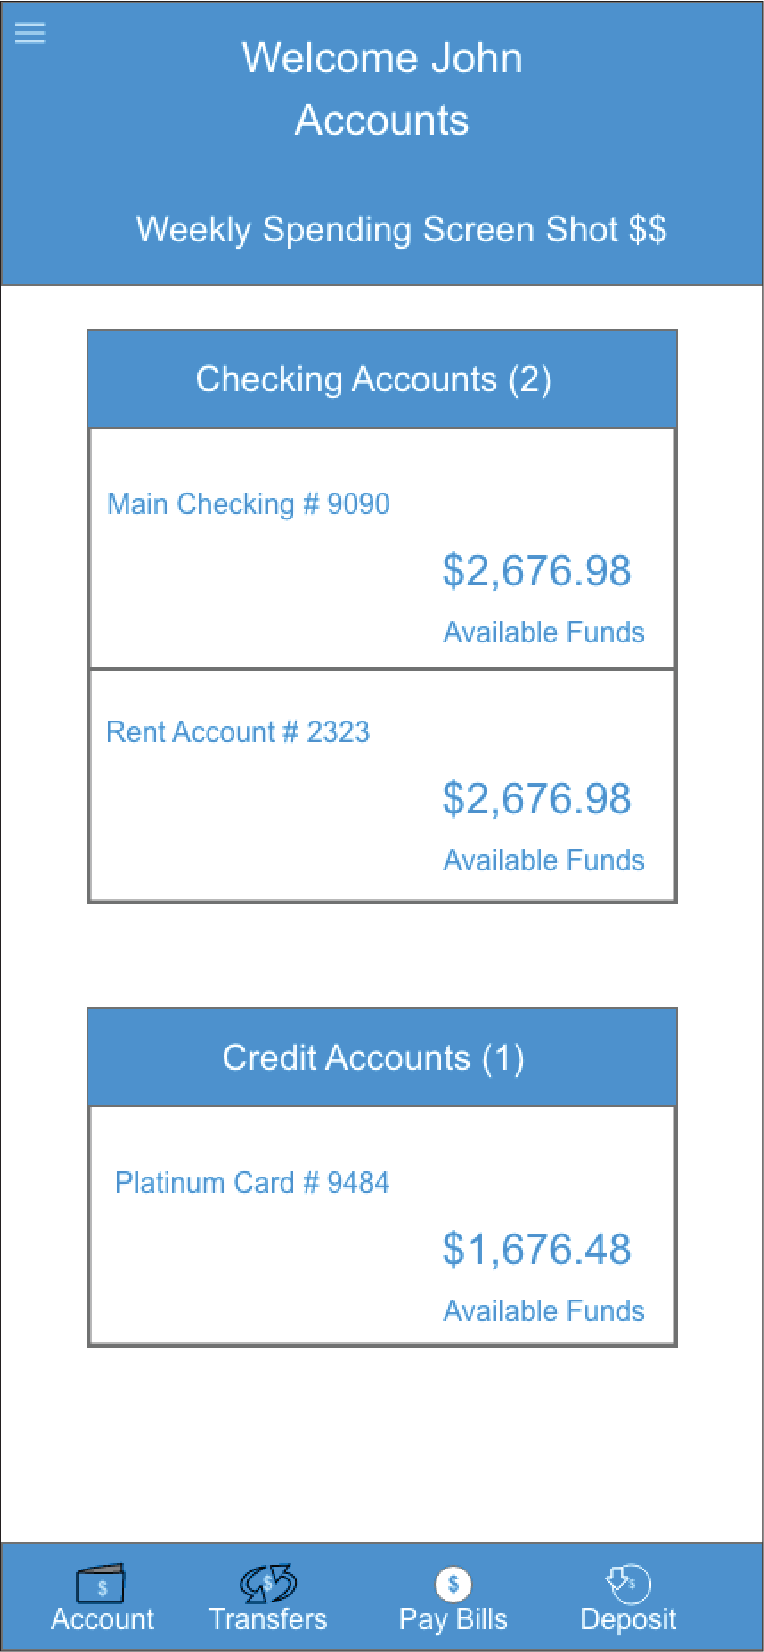 Welcome John
Accounts
Weekly Spending Screen Shot $$
Checking Accounts (2)
Main Checking # 9090
$2,676.98
Available Funds
Rent Account # 2323
$2,676.98
Available Funds
Credit Accounts (1)
Platinum Card # 9484
$1,676.48
Available Funds
$ $ $ $
Account Transfers Pay Bills Deposit